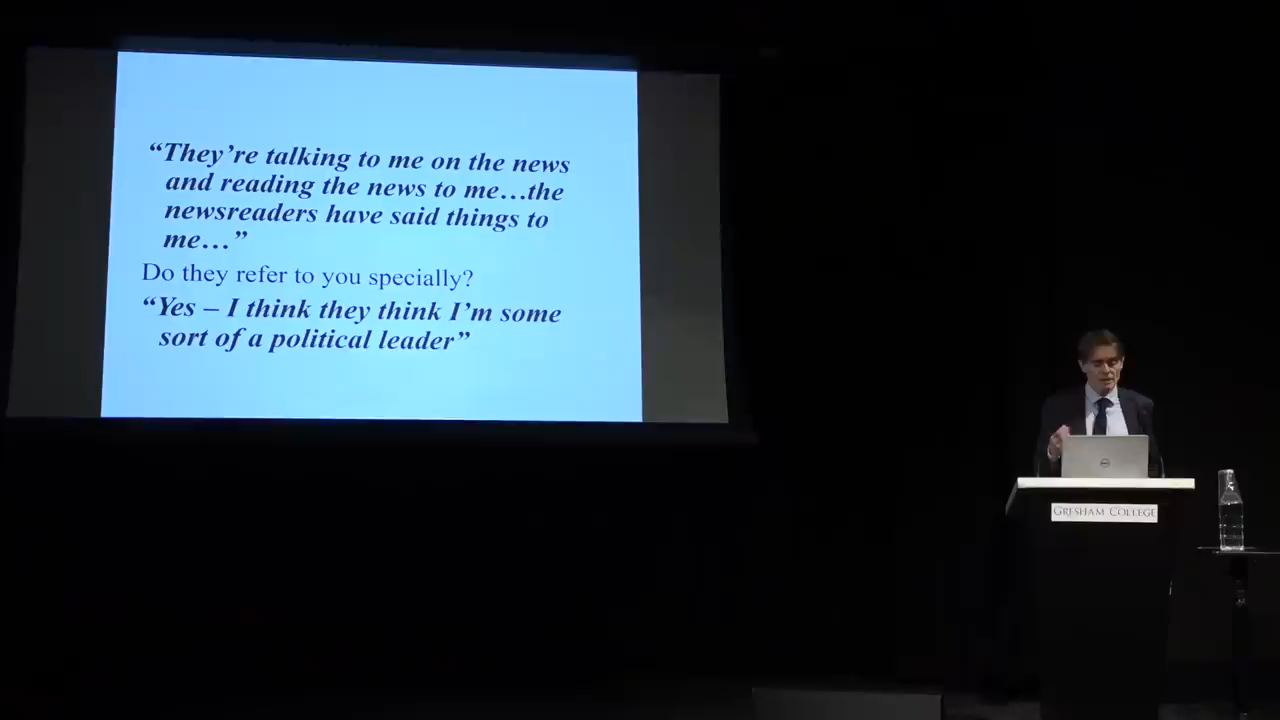 “They’re talking to me on the news
and reading the news to me…the
newsreaders have said things to
me…”
Do they refer to you specially?
“Yes – I think they think I’m some
sort of a political leader”
GRESHAM COLLEGE